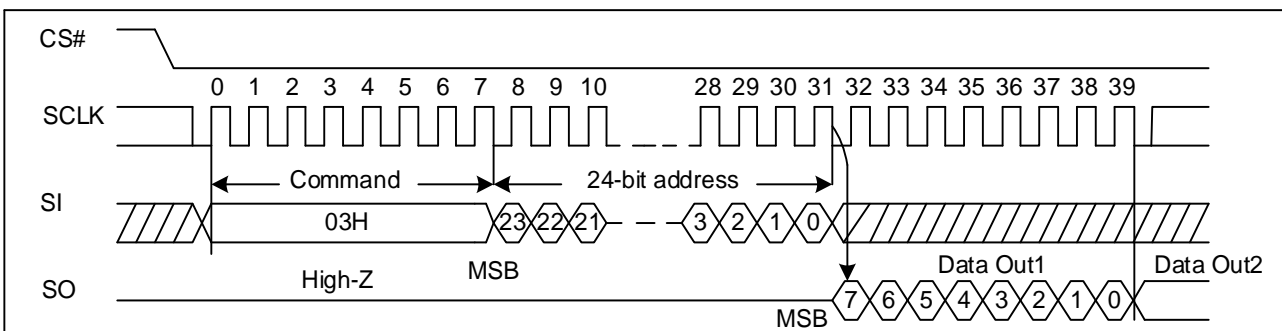 CS#
0 1 2 3 4 5 6 7 8 9 10 28 29 30 31 32 33 34 35 36 37 38 39
SCLK
Command 24-bit address
SI
03H 23 22 21 3 2 1 0
High-Z MSB Data Out1 Data Out2
SO
7 6 5 4 3 2 1 0
MSB